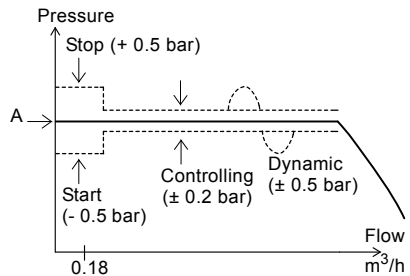 Pressure
Stop (+ 0.5 bar)
A
Start
(- 0.5 bar)
Controlling
(± 0.2 bar)
Dynamic
(± 0.5 bar)
Flow
m³/h
0.18